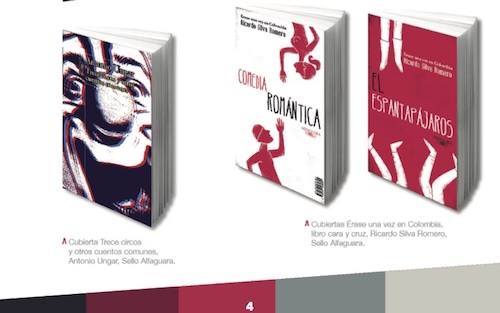 Érase una vez en Colombia
Ricardo Silva Romero
COMEDIA
ROMÁNTICA
Érase una vez en Colombia
Ricardo Silva Romero
EL
ESPANTAPÁJAROS
Cubierta Trece circos
y otros cuentos comunes,
Antonio Ungar, Sello Alfaguara.
Cubiertas Érase una vez en Colombia,
libro cara y cruz, Ricardo Silva Romero,
Sello Alfaguara.
4